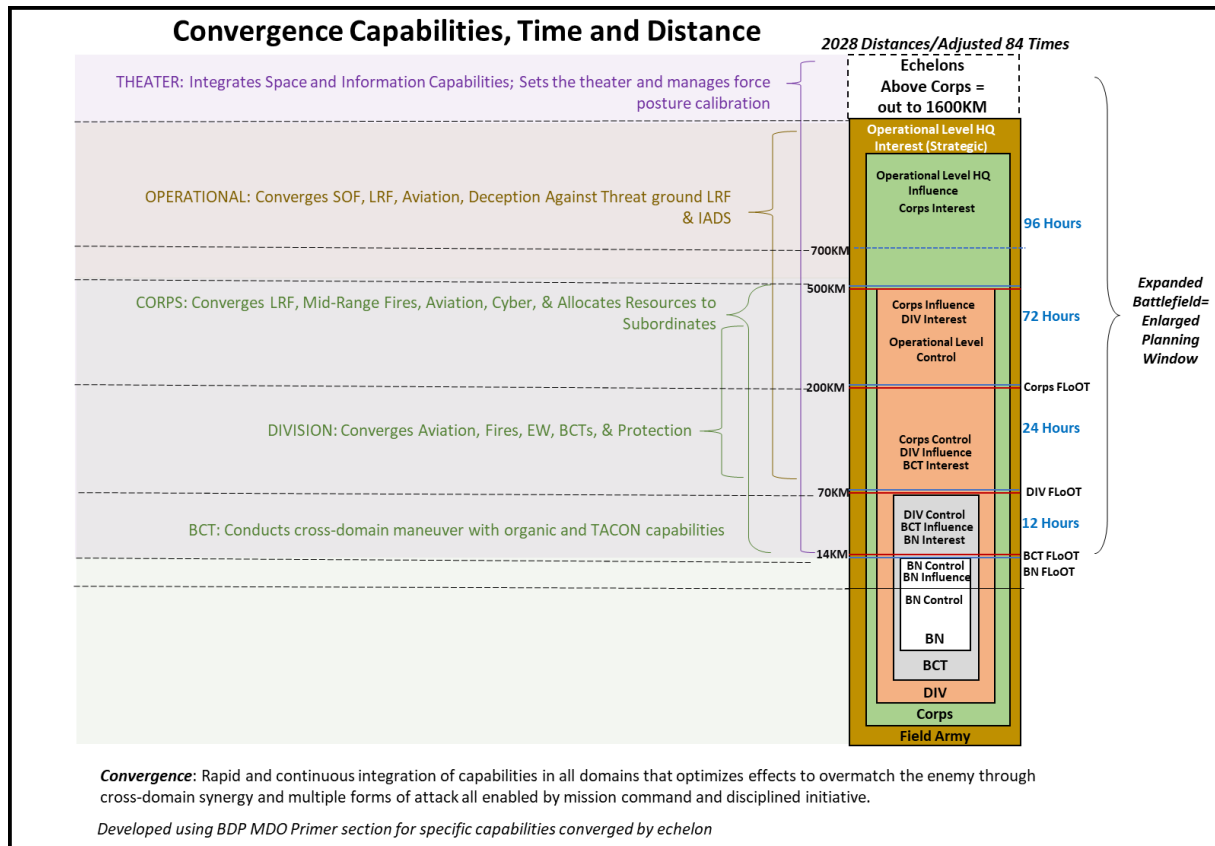 Convergence Capabilities, Time and Distance
2028 Distances/Adjusted 84 Times
THEATER: Integrates Space and Information Capabilities; Sets the theater and manages force
posture calibration
Echelons
Above Corps =
out to 1600KM
Operational Level HQ
Interest (Strategic)
OPERATIONAL: Converges SOF, LRF, Aviation, Deception Against Threat ground LRF
& IADS
Operational Level HQ
Influence
Corps Interest
96 Hours
700KM
500KM
CORPS: Converges LRF, Mid-Range Fires, Aviation, Cyber, & Allocates Resources to
Subordinates
Corps Influence
DIV Interest
Operational Level
Control
72 Hours
Expanded
Battlefield=
Enlarged
Planning
Window
200KM
Corps FLoOT
DIVISION: Converges Aviation, Fires, EW, BCTs, & Protection
Corps Control
DIV Influence
BCT Interest
24 Hours
70KM
DIV FLoOT
BCT: Conducts cross-domain maneuver with organic and TACON capabilities
DIV Control
BCT Influence
BN Interest
12 Hours
14KM
BCT FLoOT
BN FLoOT
BN Control
BN Influence
BN Control
BN
BCT
DIV
Corps
Field Army
Convergence: Rapid and continuous integration of capabilities in all domains that optimizes effects to overmatch the enemy through
cross-domain synergy and multiple forms of attack all enabled by mission command and disciplined initiative.
Developed using BDP MDO Primer section for specific capabilities converged by echelon